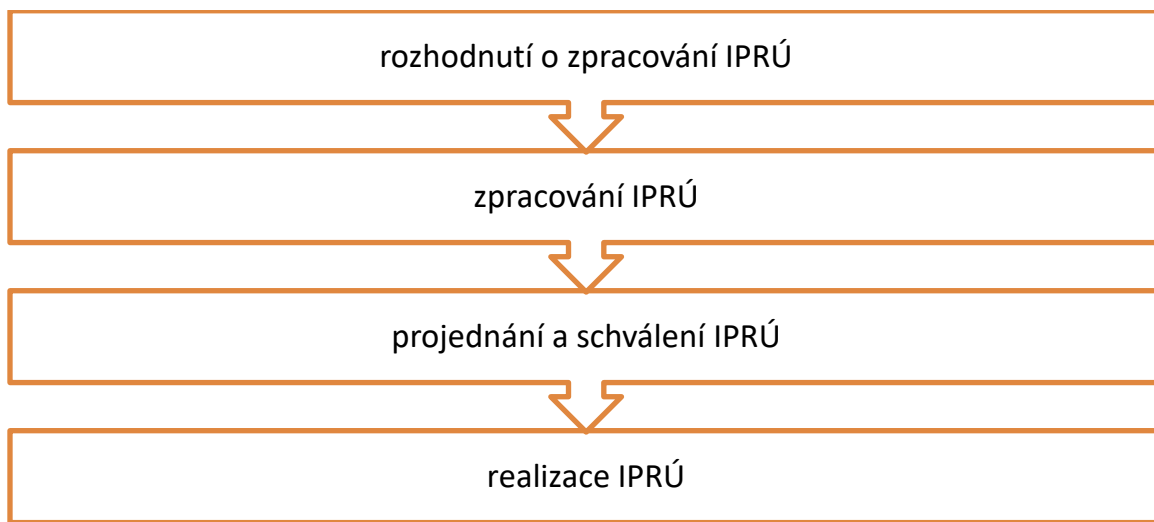 rozhodnutí o zpracování IPRÚ
zpracování IPRÚ
projednání a schválení IPRÚ
realizace IPRÚ